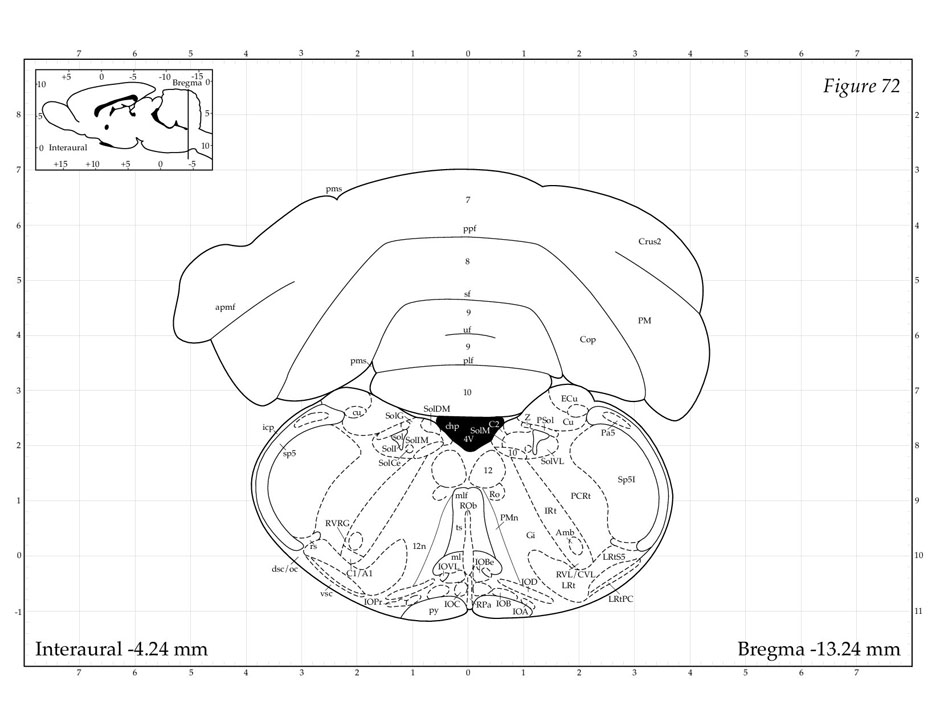 7 6 5 4 3 2 1 0 1 2 3 4 5 6 7
+5 0 -5 -10 -15
Bregma
10 0
5 5
0 Interaural 10
+15 +10 +5 0 -5
Figure 72
8 2
7 3
pms
7
6 4
ppf
Crus2
8
5 5
sf
apmf
9
PM
uf
4 6
9
Cop
pms
plf
3 7
10
ECu
SolDM
cu
SolG
Z
PSol
Cu
C2
chp
icp
SolM
Pa5
sol
SolIM
4V
2 8
sp5
SolI
10
SolCe
SolVL
12
Sp5I
mlf
Ro
PCRt
1 9
ROb
IRt
PMn
RVRG
ts
Gi
Amb
12n
rs
0 10
ml
IOBe
LRtS5
dsc/oc
IOVL
C1/A1
RVL/CVL
IOD
LRt
vsc
IOPr
IOC
RPa
IOB
LRtPC
py
IOA
-1 11
Interaural -4.24 mm
Bregma -13.24 mm
7 6 5 4 3 2 1 0 1 2 3 4 5 6 7